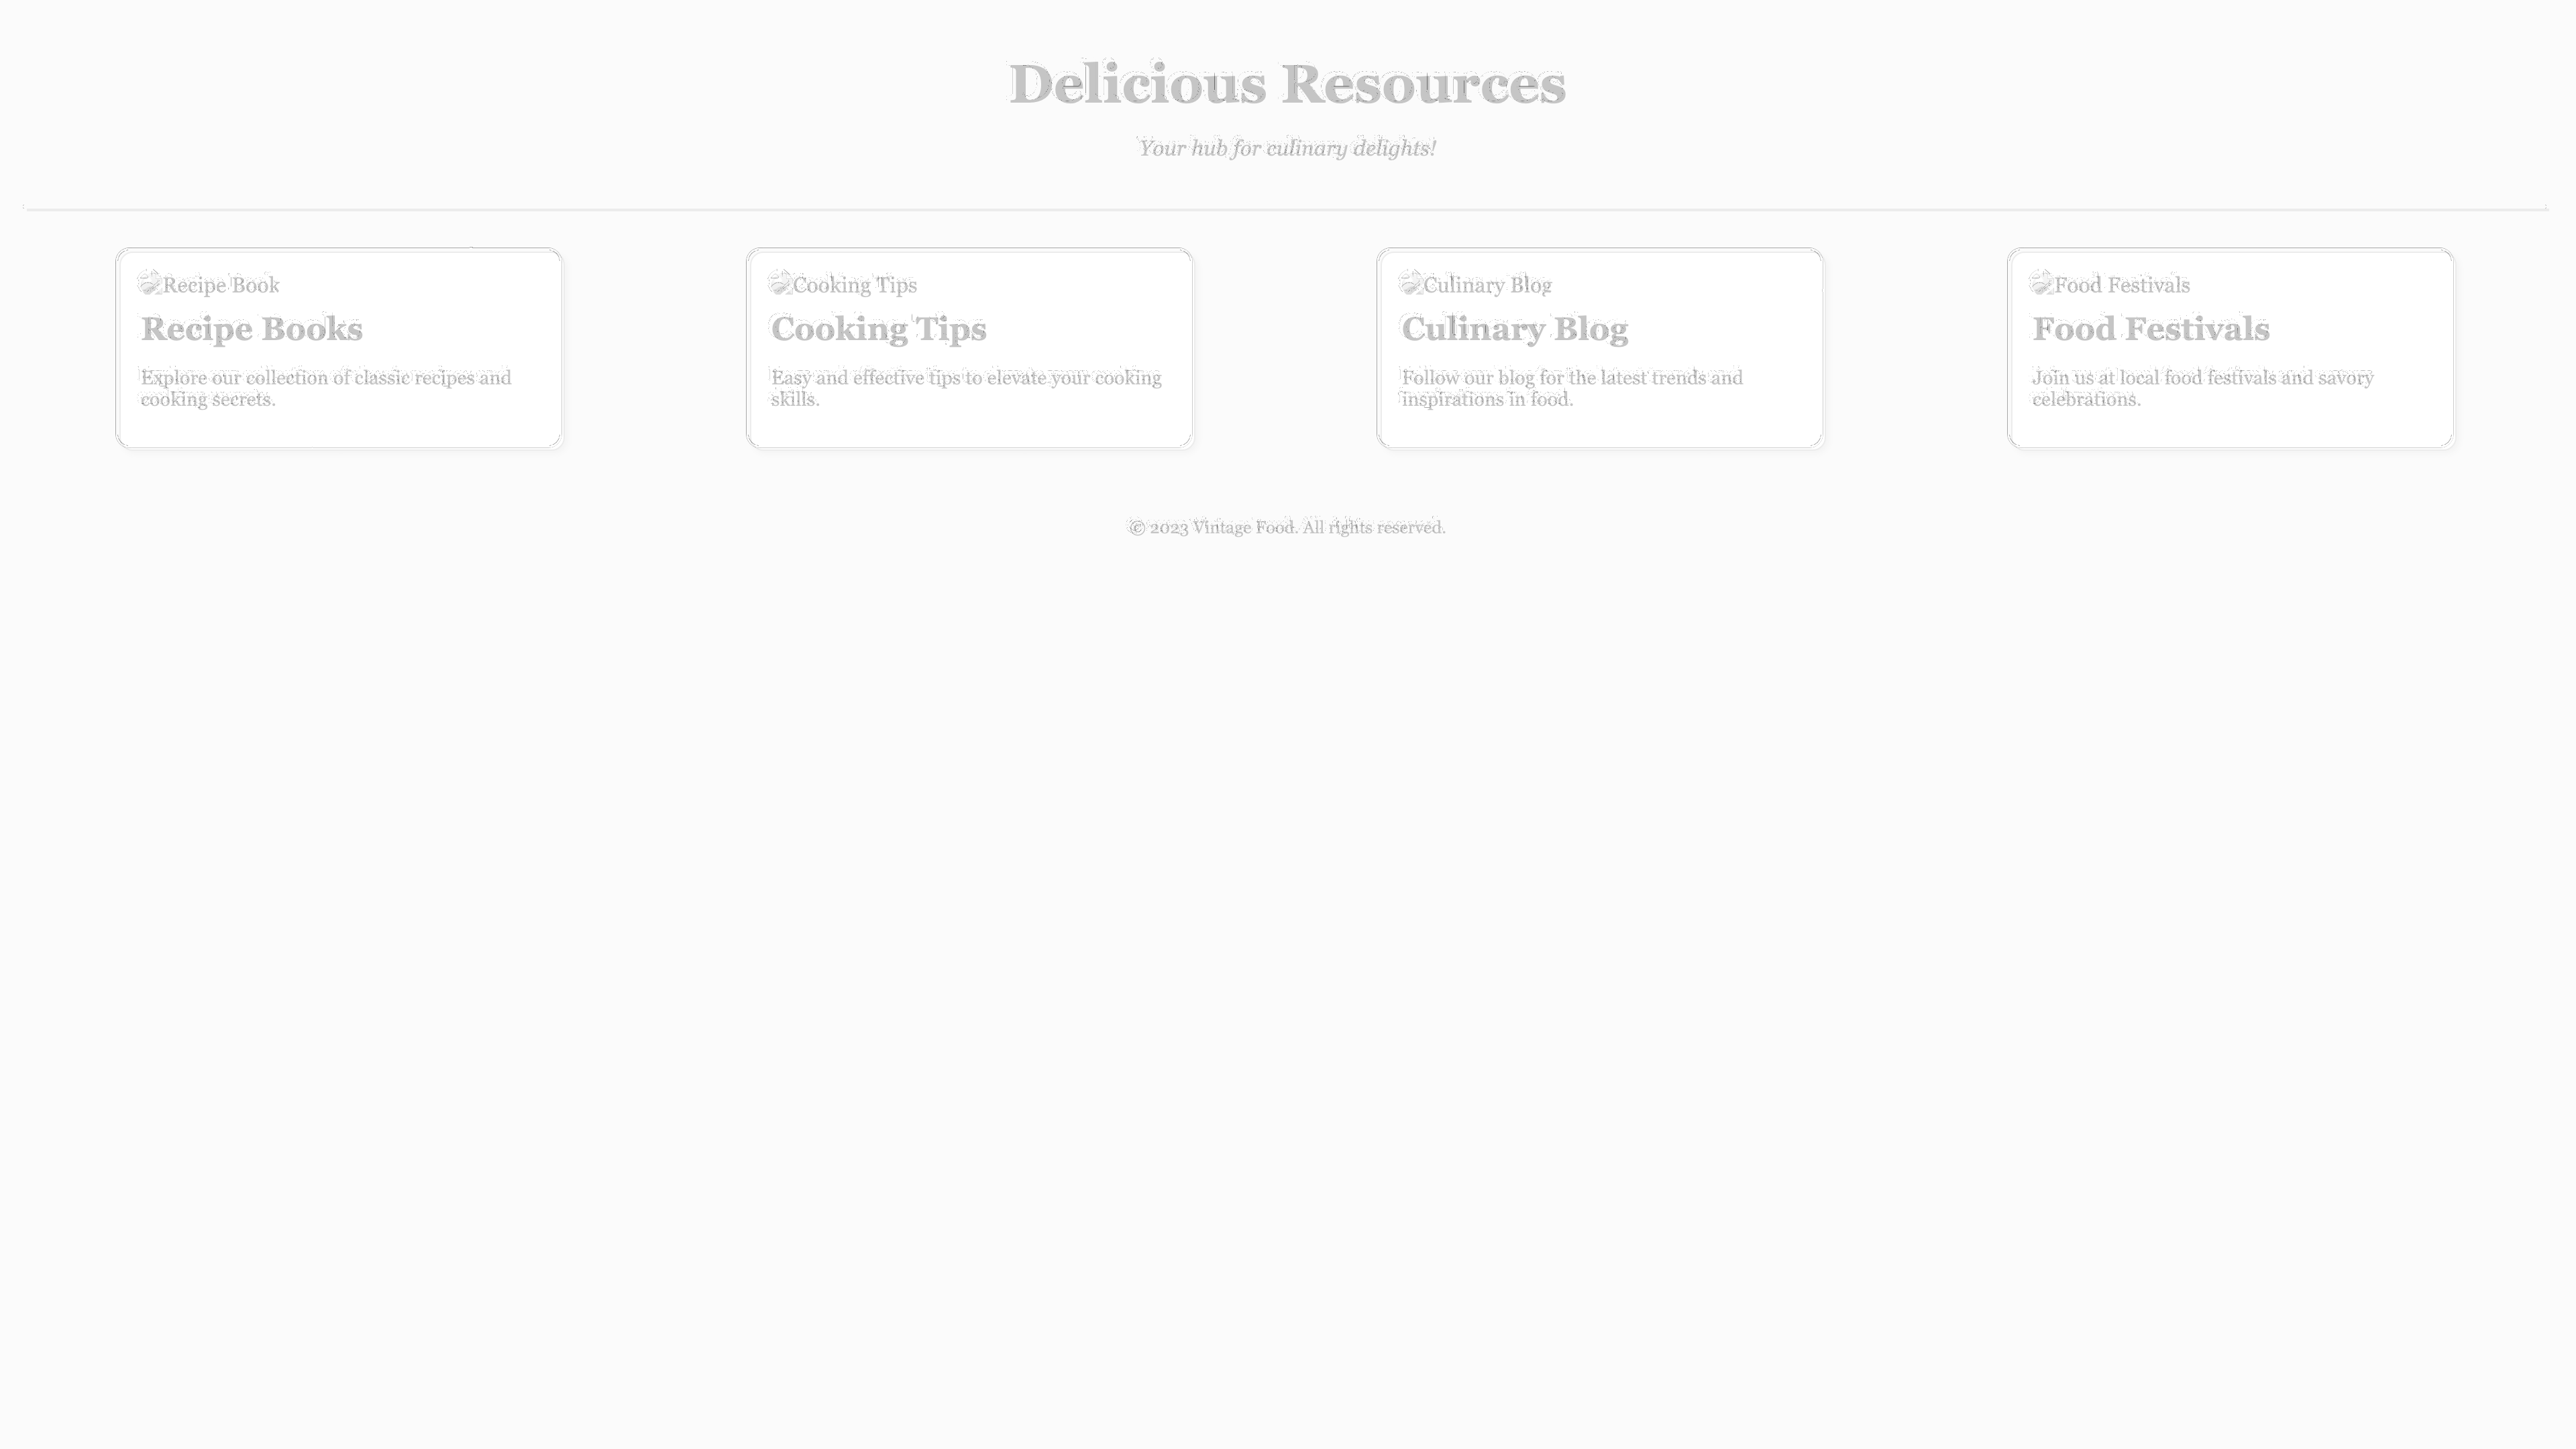 Delicious Resources
Your hub for culinary delights!
Recipe Book
Recipe Books
Explore our collection of classic recipes and
cooking secrets.
Cooking Tips
Cooking Tips
Easy and effective tips to elevate your cooking
skills.
Culinary Blog
Culinary Blog
Follow our blog for the latest trends and
inspirations in food.
Food Festivals
Food Festivals
Join us at local food festivals and savory
celebrations.
© 2023 Vintage Food. All rights reserved.